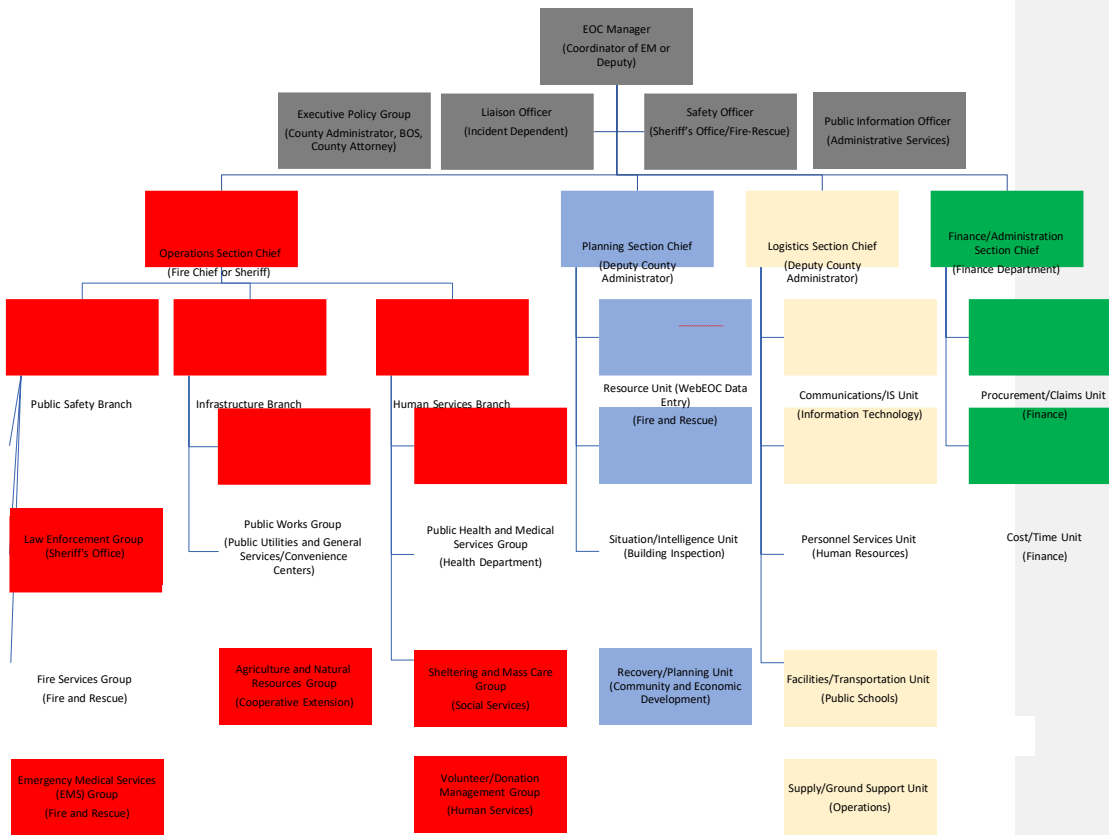 EOC Manager
(Coordinator of EM or
Deputy)
Executive Policy Group
(County Administrator, BOS,
County Attorney)
Liaison Officer
(Incident Dependent)
Safety Officer
(Sheriff's Office/Fire-Rescue)
Public Information Officer
(Administrative Services)
Operations Section Chief
(Fire Chief or Sheriff)
Planning Section Chief
(Deputy County
Administrator)
Logistics Section Chief
(Deputy County
Administrator)
Finance/Administration
Section Chief
(Finance Department)
Public Safety Branch
Infrastructure Branch
Human Services Branch
Resource Unit (WebEOC Data
Entry)
(Fire and Rescue)
Communications/IS Unit
(Information Technology)
Procurement/Claims Unit
(Finance)
Law Enforcement Group
(Sheriff's Office)
Public Works Group
(Public Utilities and General
Services/Convenience
Centers)
Public Health and Medical
Services Group
(Health Department)
Situation/Intelligence Unit
(Building Inspection)
Personnel Services Unit
(Human Resources)
Cost/Time Unit
(Finance)
Fire Services Group
(Fire and Rescue)
Agriculture and Natural
Resources Group
(Cooperative Extension)
Sheltering and Mass Care
Group
(Social Services)
Recovery/Planning Unit
(Community and Economic
Development)
Facilities/Transportation Unit
(Public Schools)
Emergency Medical Services
(EMS) Group
(Fire and Rescue)
Volunteer/Donation
Management Group
(Human Services)
Supply/Ground Support Unit
(Operations)